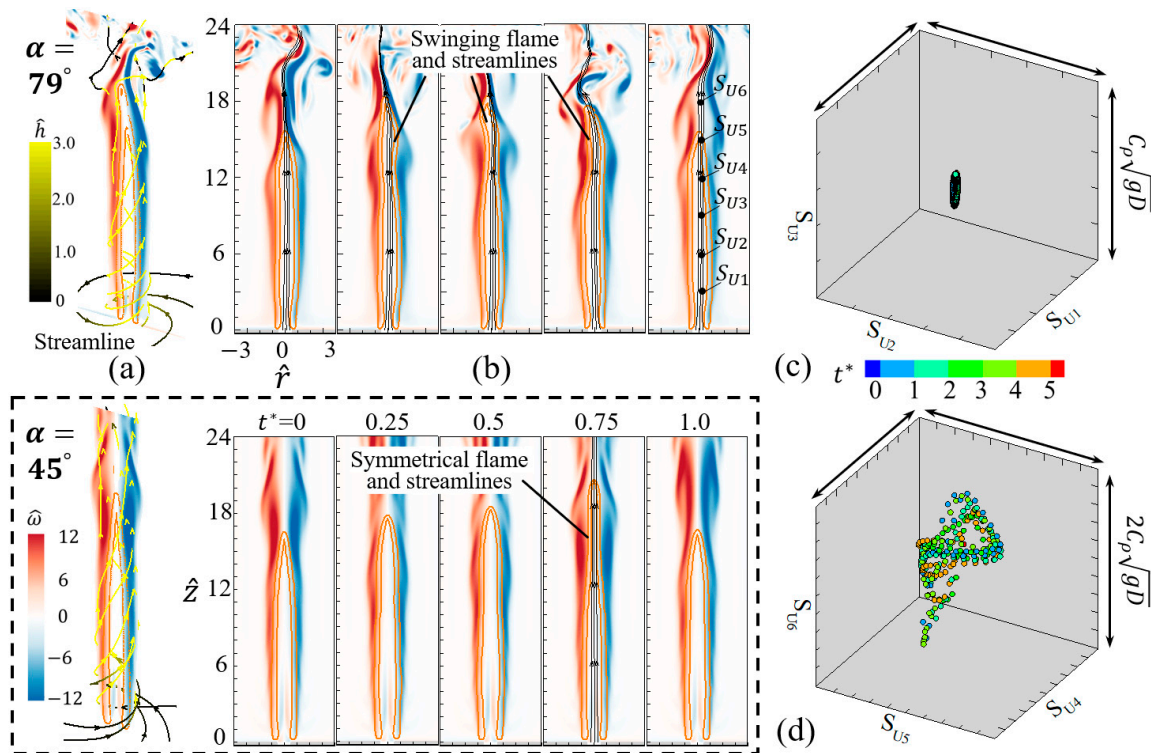 α =
79°
ĥ
3.0
2.0
1.0
0
Streamline
(a)
24
18
12
6
0
−3 0 3
r̂
Swinging flame
and streamlines
S_U6
S_U5
S_U4
S_U3
S_U2
S_U1
(b)
S_U3
S_U2
S_U1
C_ρ√gD
(c)
t* 0 1 2 3 4 5
α =
45°
ω̂
12
6
0
−6
−12
t*=0 0.25 0.5 0.75 1.0
24
18
12
6
0
ẑ
Symmetrical flame
and streamlines
S_U6
S_U5
S_U4
2C_ρ√gD
(d)